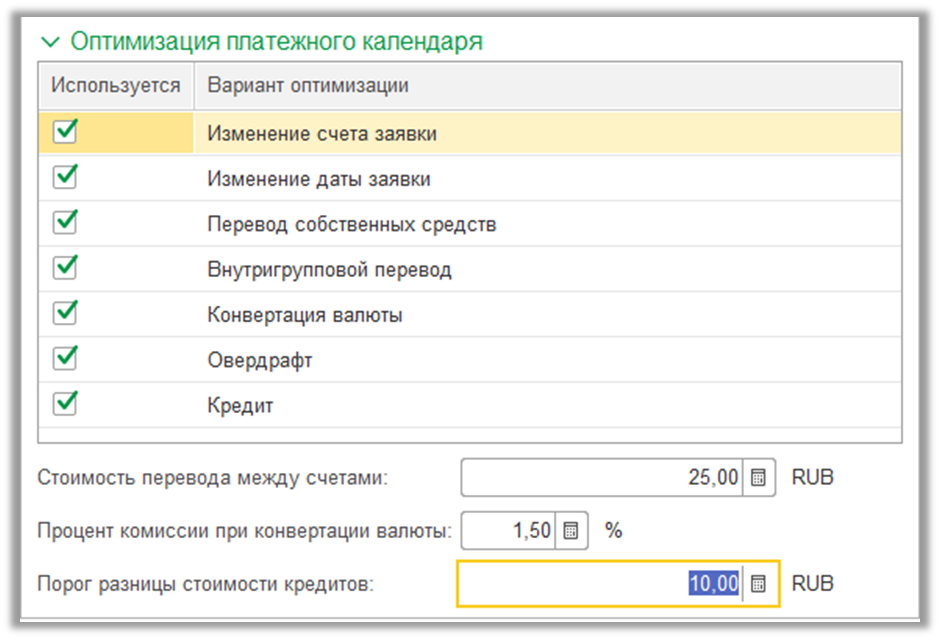 Оптимизация платежного календаря
Используется Вариант оптимизации
Изменение счета заявки
Изменение даты заявки
Перевод собственных средств
Внутригрупповой перевод
Конвертация валюты
Овердрафт
Кредит
Стоимость перевода между счетами: 25,00 RUB
Процент комиссии при конвертации валюты: 1,50 %
Порог разницы стоимости кредитов: 10,00 RUB